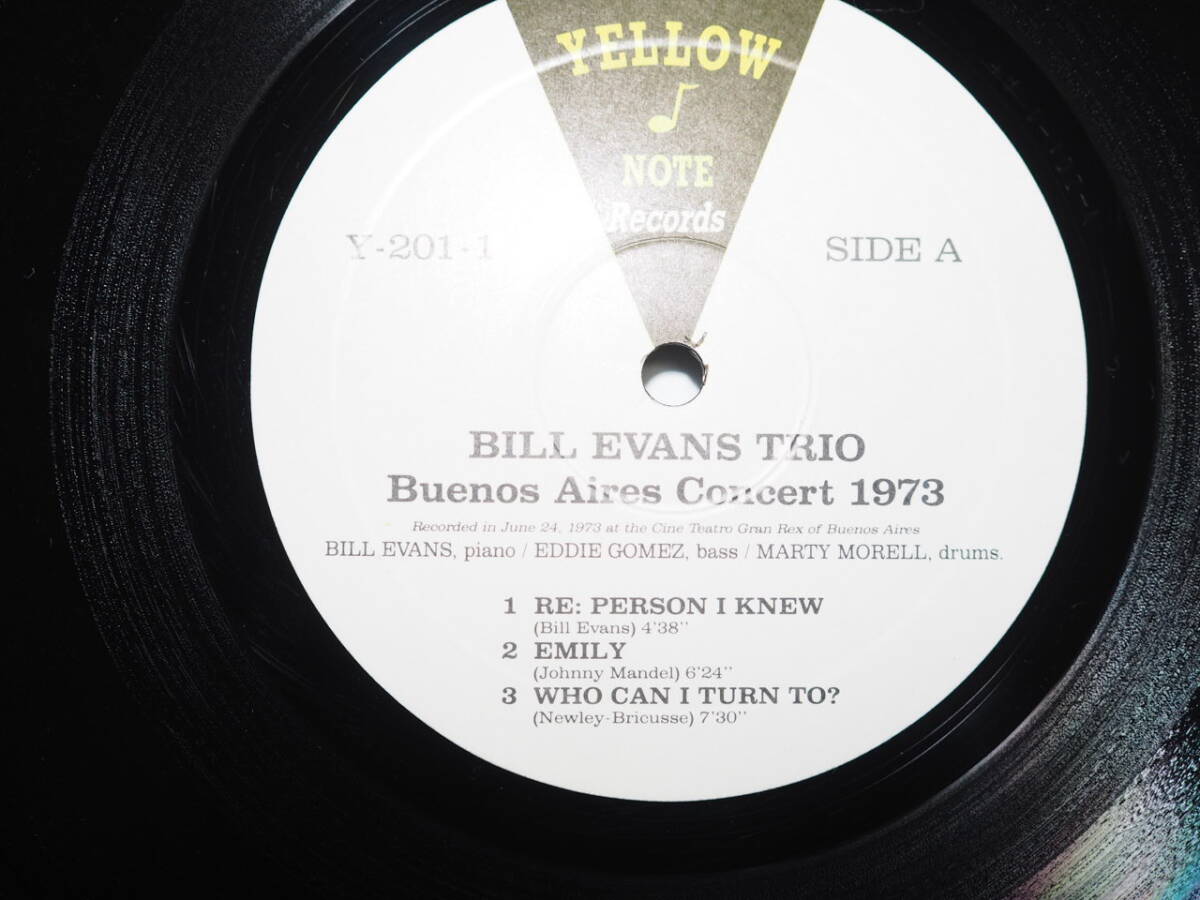 YELLOW
NOTE
Records
Y-201-1
SIDE A
BILL EVANS TRIO
Buenos Aires Concert 1973
Recorded in June 24, 1973 at the Cine Teatro Gran Rex of Buenos Aires
BILL EVANS, piano / EDDIE GOMEZ, bass / MARTY MORELL, drums.
1 RE: PERSON I KNEW
(Bill Evans) 4'38''
2 EMILY
(Johnny Mandel) 6'24''
3 WHO CAN I TURN TO?
(Newley-Bricusse) 7'30''